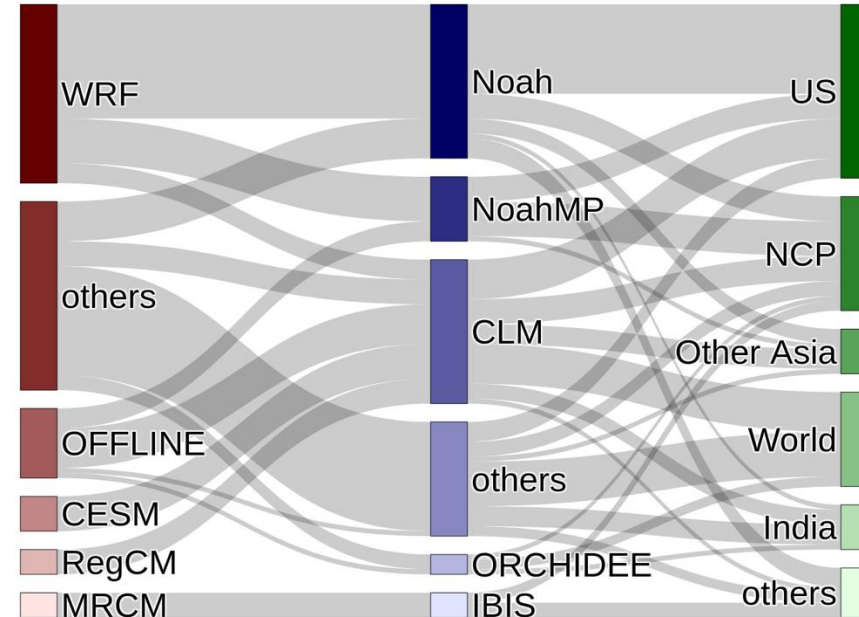 WRF
others
OFFLINE
CESM
RegCM
MRCM
Noah
NoahMP
CLM
others
ORCHIDEE
IBIS
US
NCP
Other Asia
World
India
others